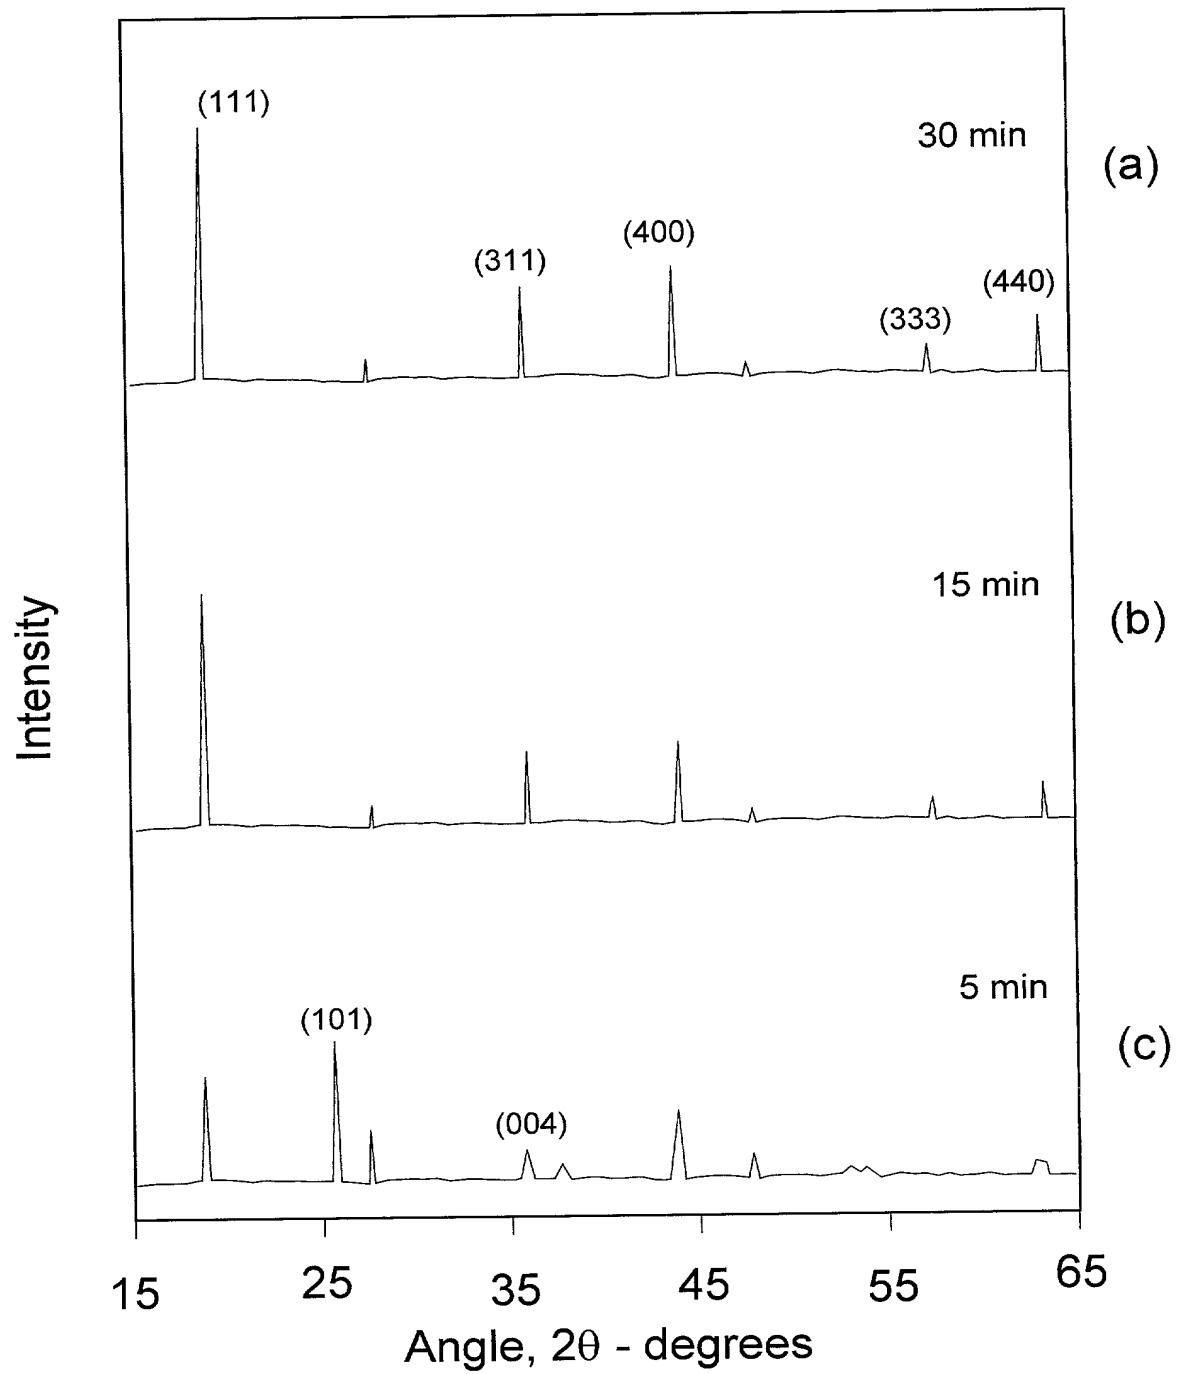 (111)
30 min
(a)
(400)
(311)
(440)
(333)
15 min
(b)
Intensity
5 min
(101)
(c)
(004)
15 25 35 45 55 65
Angle, 2θ - degrees